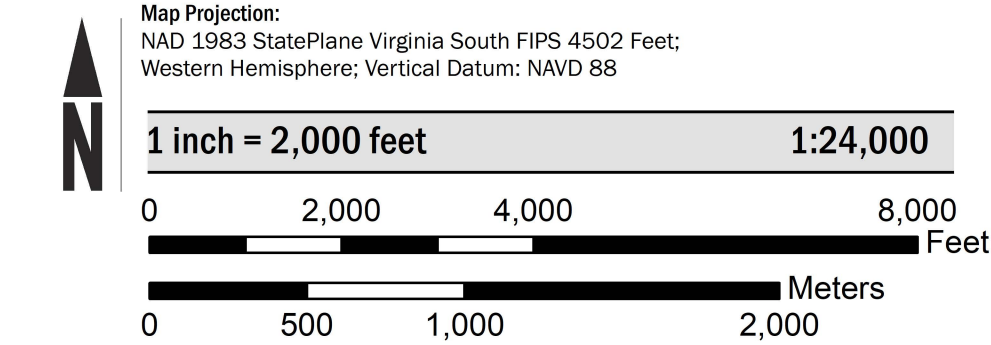 Map Projection:
NAD 1983 StatePlane Virginia South FIPS 4502 Feet;
Western Hemisphere; Vertical Datum: NAVD 88
N
1 inch = 2,000 feet 1:24,000
0 2,000 4,000 8,000
Feet
Meters
0 500 1,000 2,000